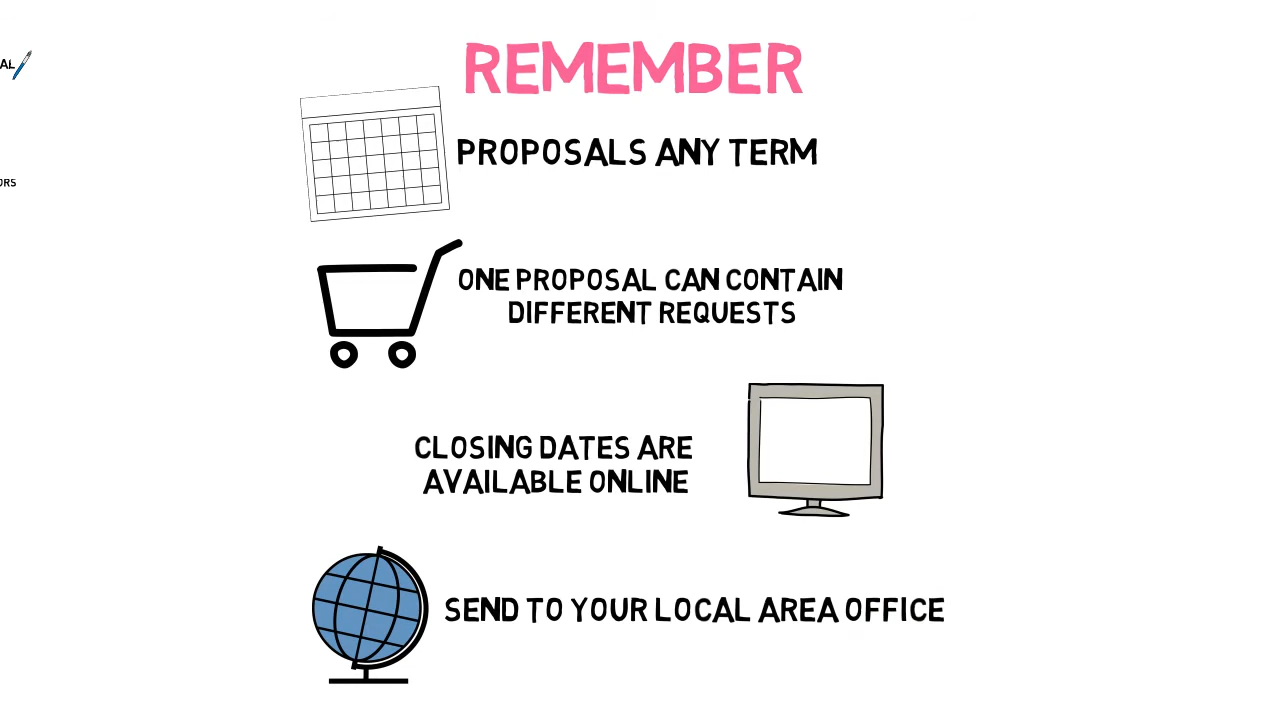 REMEMBER
PROPOSALS ANY TERM
ONE PROPOSAL CAN CONTAIN
DIFFERENT REQUESTS
CLOSING DATES ARE
AVAILABLE ONLINE
SEND TO YOUR LOCAL AREA OFFICE